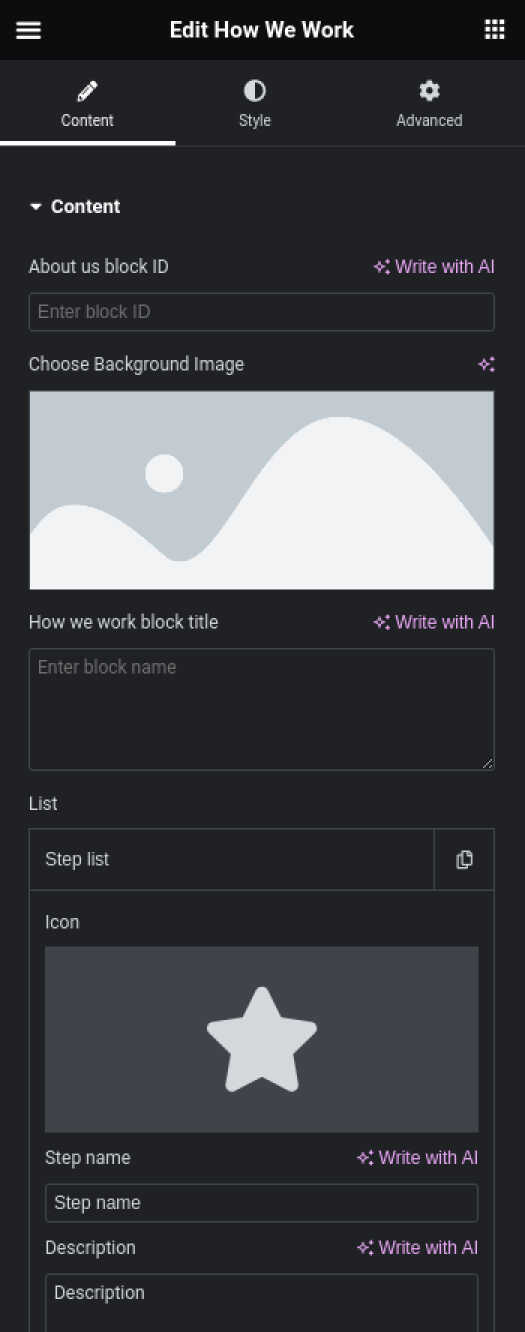 Edit How We Work
Content Style Advanced
Content
About us block ID Write with AI
Enter block ID
Choose Background Image
How we work block title Write with AI
Enter block name
List
Step list
Icon
Step name Write with AI
Step name
Description Write with AI
Description